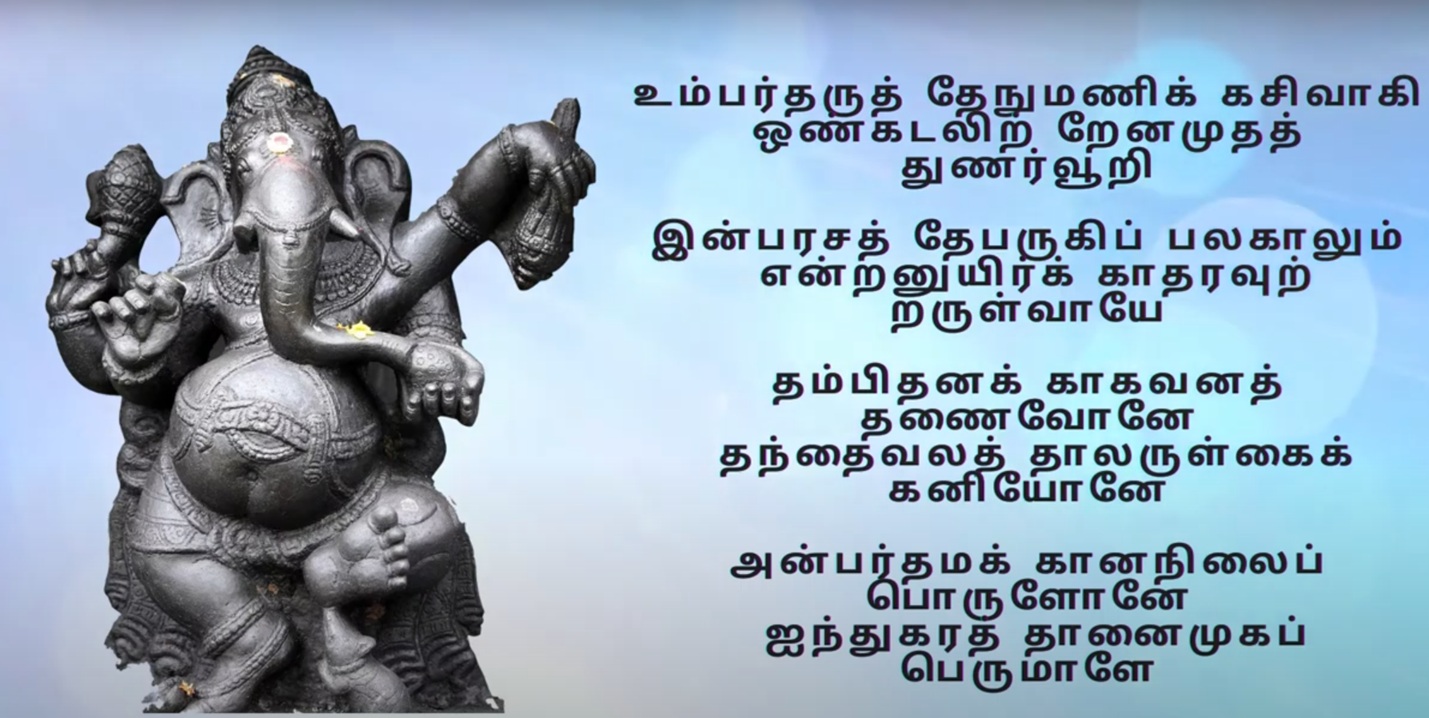 உம்பர்தருத் தேநுமணிக் கசிவாகி
ஒண்கடலிற் றேனமுதத்
துணர்வூறி
இன்பரசத் தேபருகிப் பலகாலும்
என்றனுயிர்க் காதரவுற்
றருள்வாயே
தம்பிதனக் காகவனத்
தணைவோனே
தந்தைவலத் தாலருள்கைக்
கனியோனே
அன்பர்தமக் கானநிலைப்
பொருளோனே
ஐந்துகரத் தானைமுகப்
பெருமாளே